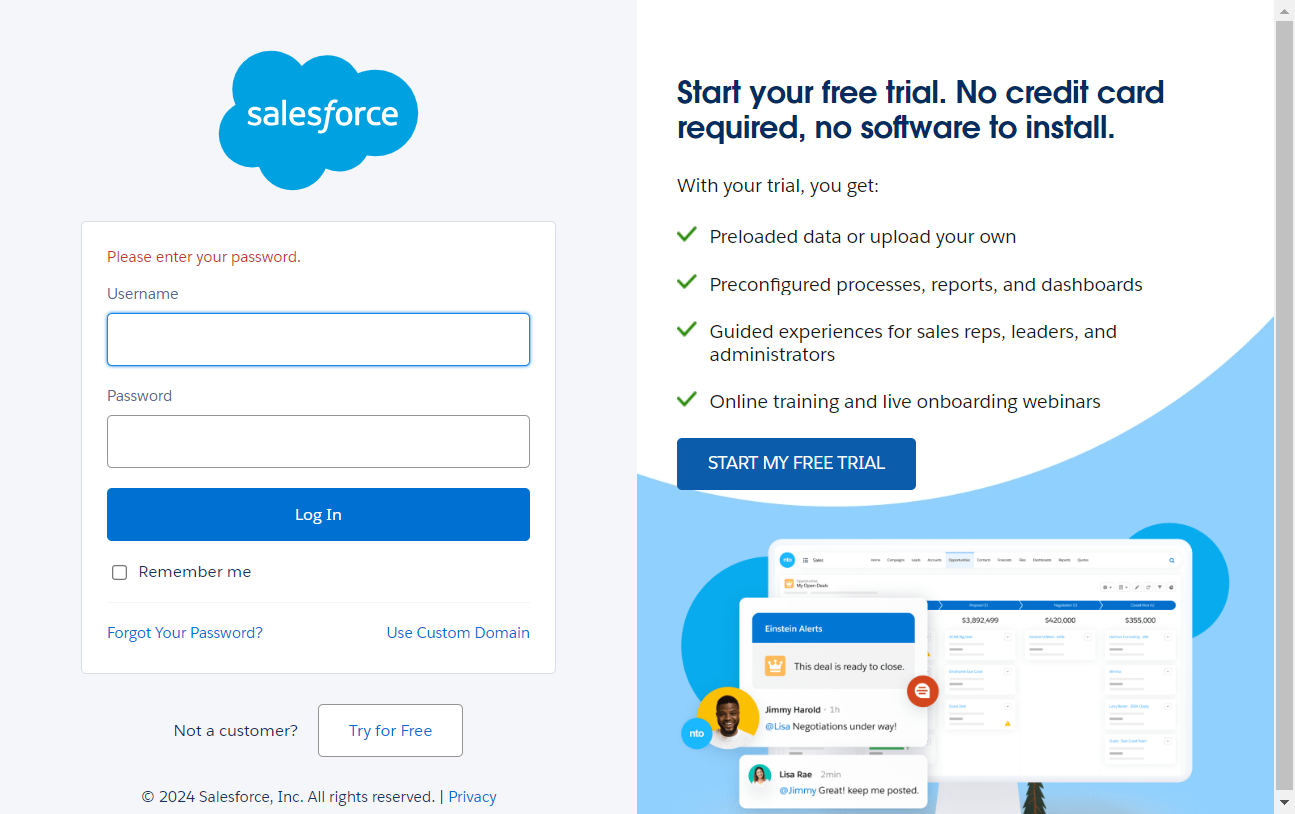 salesforce
Please enter your password.
Username
Password
Log In
Remember me
Forgot Your Password?
Use Custom Domain
Not a customer?
Try for Free
© 2024 Salesforce, Inc. All rights reserved. | Privacy
Start your free trial. No credit card
required, no software to install.
With your trial, you get:
Preloaded data or upload your own
Preconfigured processes, reports, and dashboards
Guided experiences for sales reps, leaders, and
administrators
Online training and live onboarding webinars
START MY FREE TRIAL
nto Sales Home Campaigns Leads Accounts Opportunities Contacts Forecasts Files Dashboards Reports Quotes
Opportunities
My Open Deals
$3,892,499 $420,000 $355,000
Einstein Alerts
This deal is ready to close.
Jimmy Harold · 1h
@Lisa Negotiations under way!
nto
Lisa Rae 2min
@Jimmy Great! keep me posted.